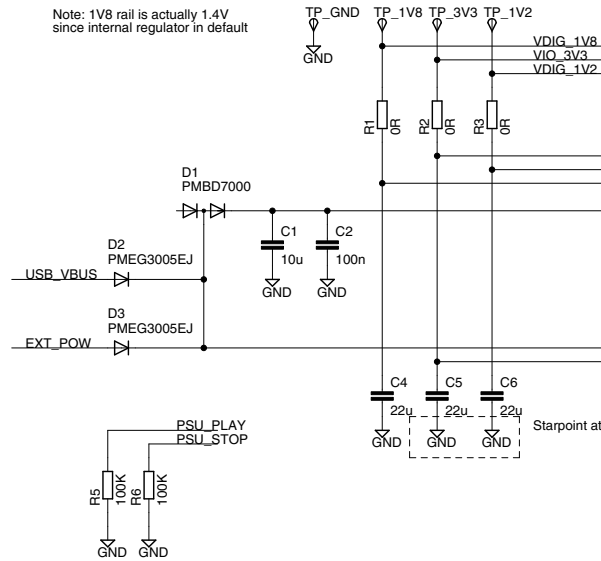 Note: 1V8 rail is actually 1.4V
since internal regulator in default
TP_GND TP_1V8 TP_3V3 TP_1V2
GND
VDIG_1V8
VIO_3V3
VDIG_1V2
R1 0R R2 0R R3 0R
D1
PMBD7000
C1
10u
C2
100n
GND GND
D2
PMEG3005EJ
USB_VBUS
D3
PMEG3005EJ
EXT_POW
C4 C5 C6
22u 22u 22u
GND GND GND
Starpoint at
PSU_PLAY
PSU_STOP
R5 100K R6 100K
GND GND